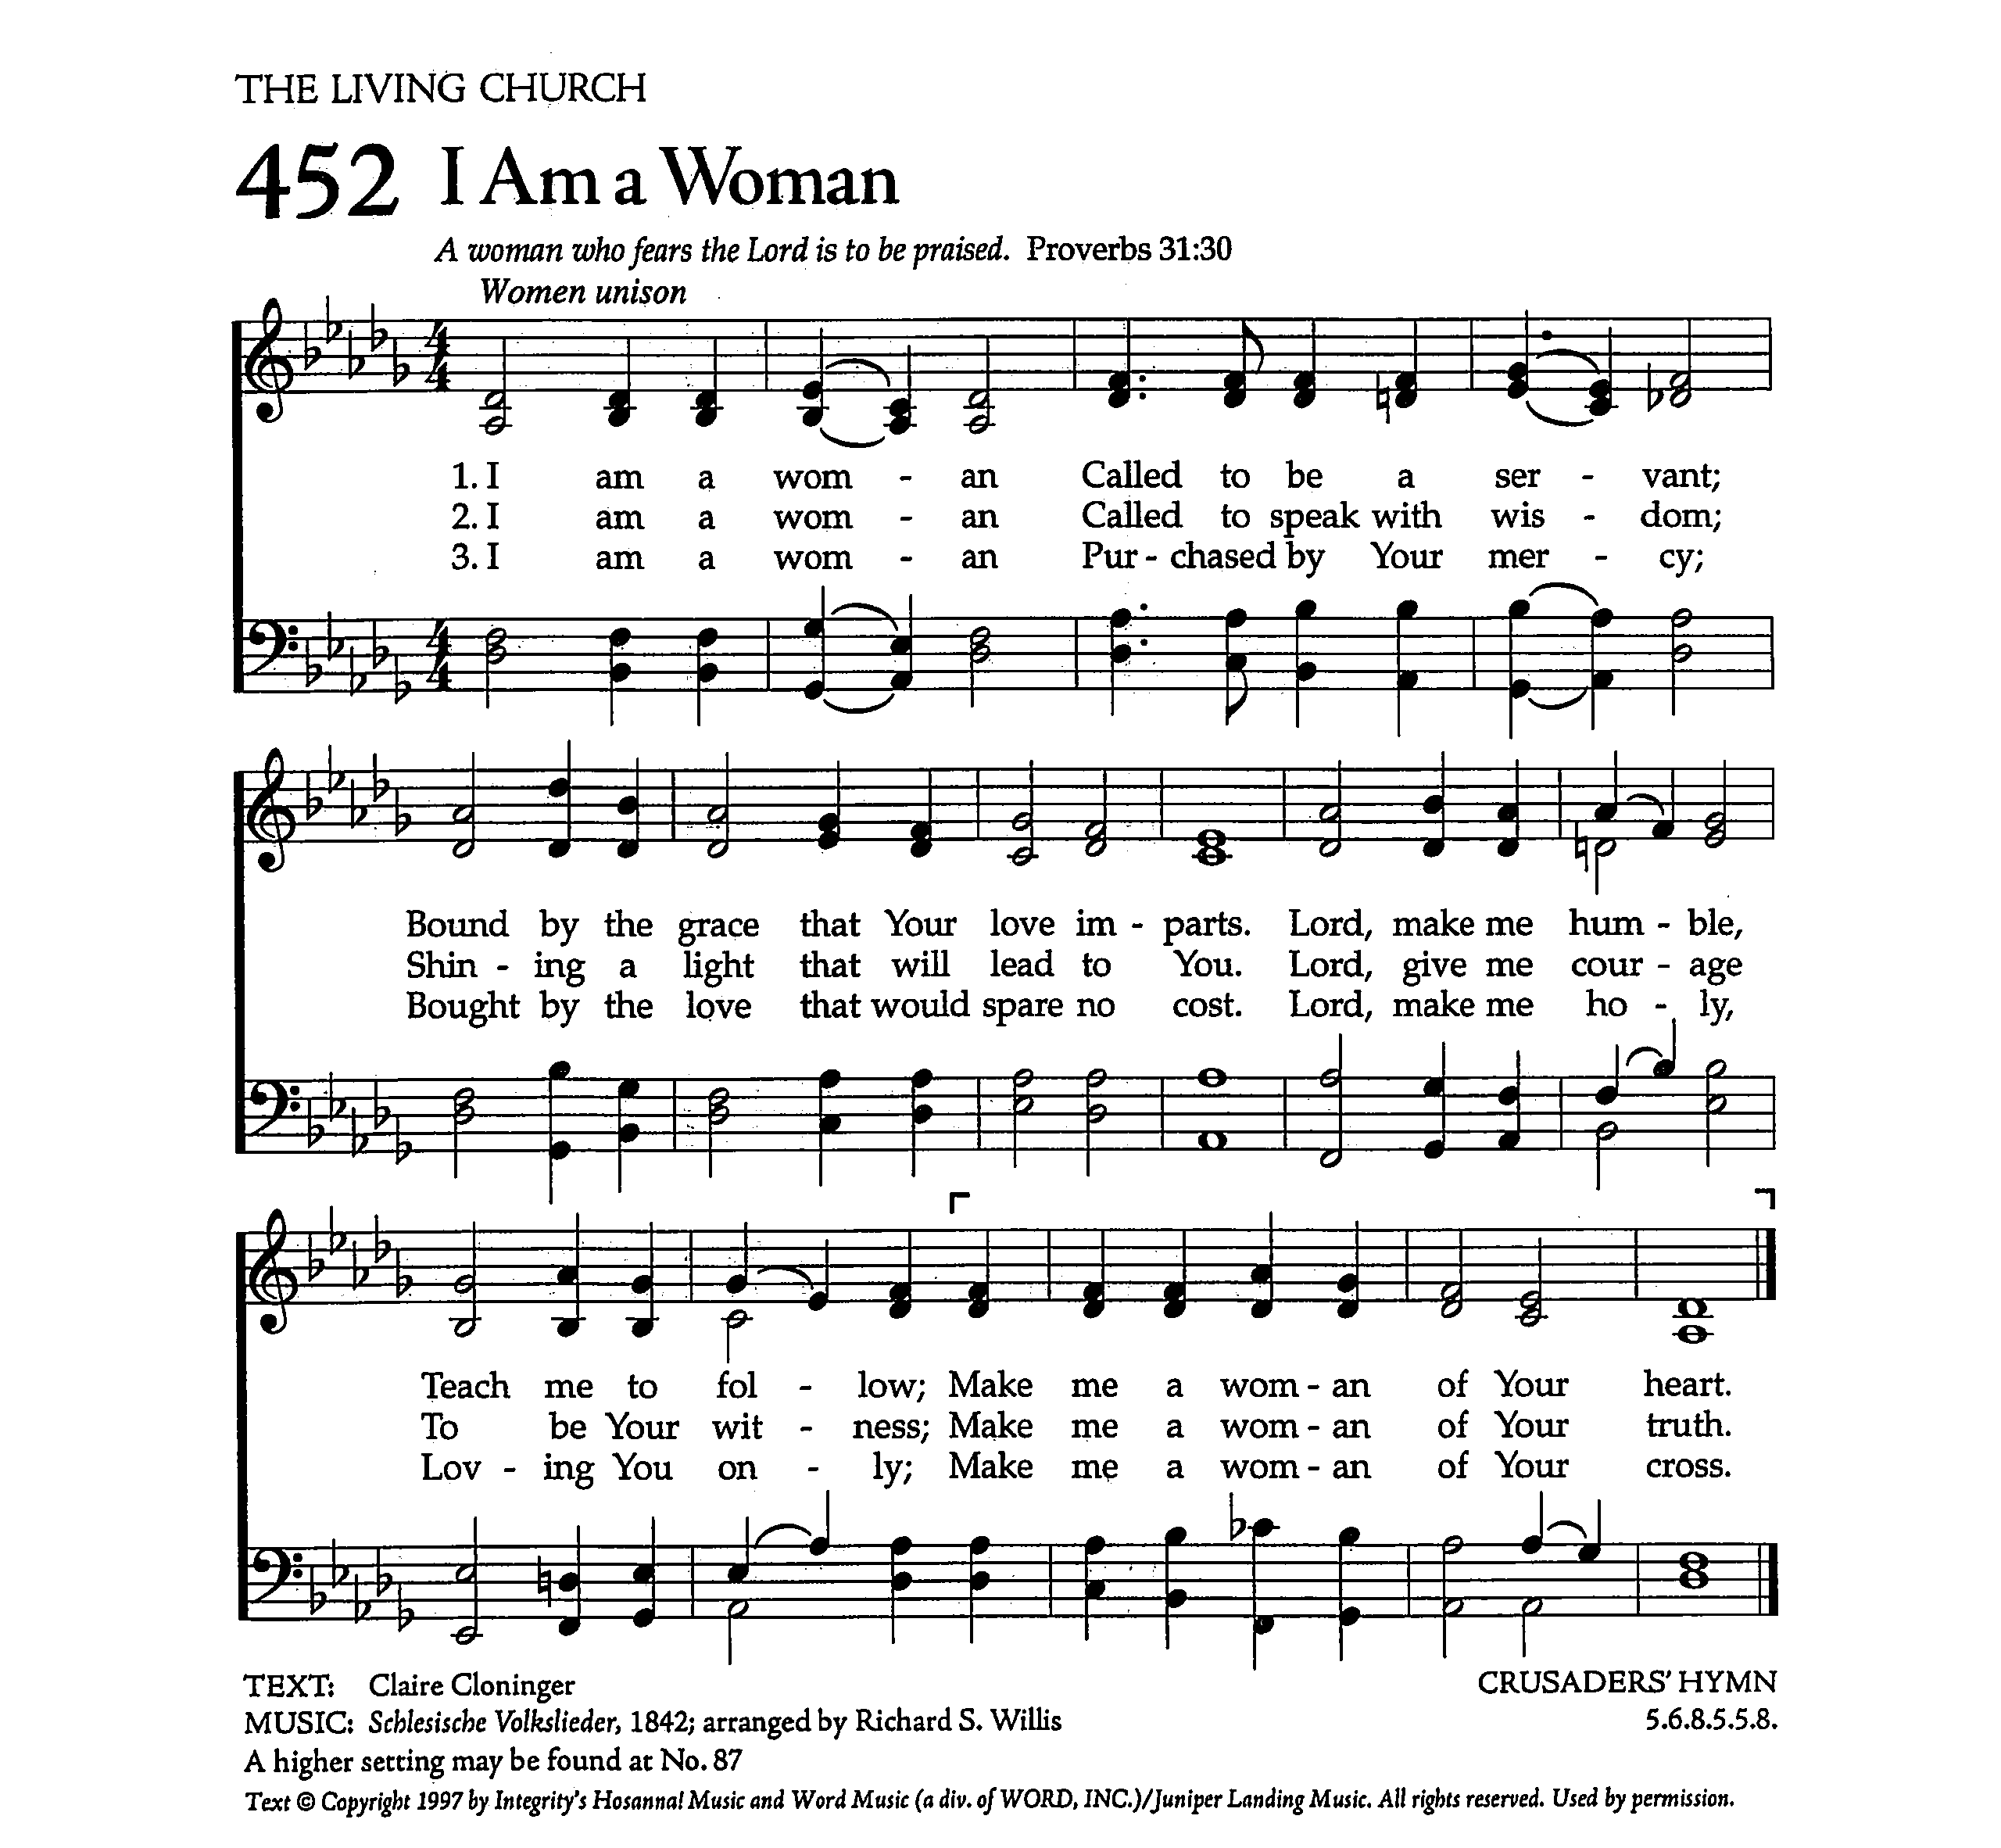 THE LIVING CHURCH
452 I Am a Woman
A woman who fears the Lord is to be praised. Proverbs 31:30
Women unison
4 4
1. I am a wom - an Called to be a ser - vant;
2. I am a wom - an Called to speak with wis - dom;
3. I am a wom - an Pur - chased by Your mer - cy;
4 4
Bound by the grace that Your love im - parts. Lord, make me hum - ble,
Shin - ing a light that will lead to You. Lord, give me cour - age
Bought by the love that would spare no cost. Lord, make me ho - ly,
Teach me to fol - low; Make me a wom - an of Your heart.
To be Your wit - ness; Make me a wom - an of Your truth.
Lov - ing You on - ly; Make me a wom - an of Your cross.
TEXT: Claire Cloninger CRUSADERS' HYMN
MUSIC: Schlesische Volkslieder, 1842; arranged by Richard S. Willis 5.6.8.5.5.8.
A higher setting may be found at No. 87
Text © Copyright 1997 by Integrity's Hosanna! Music and Word Music (a div. of WORD, INC.)/Juniper Landing Music. All rights reserved. Used by permission.